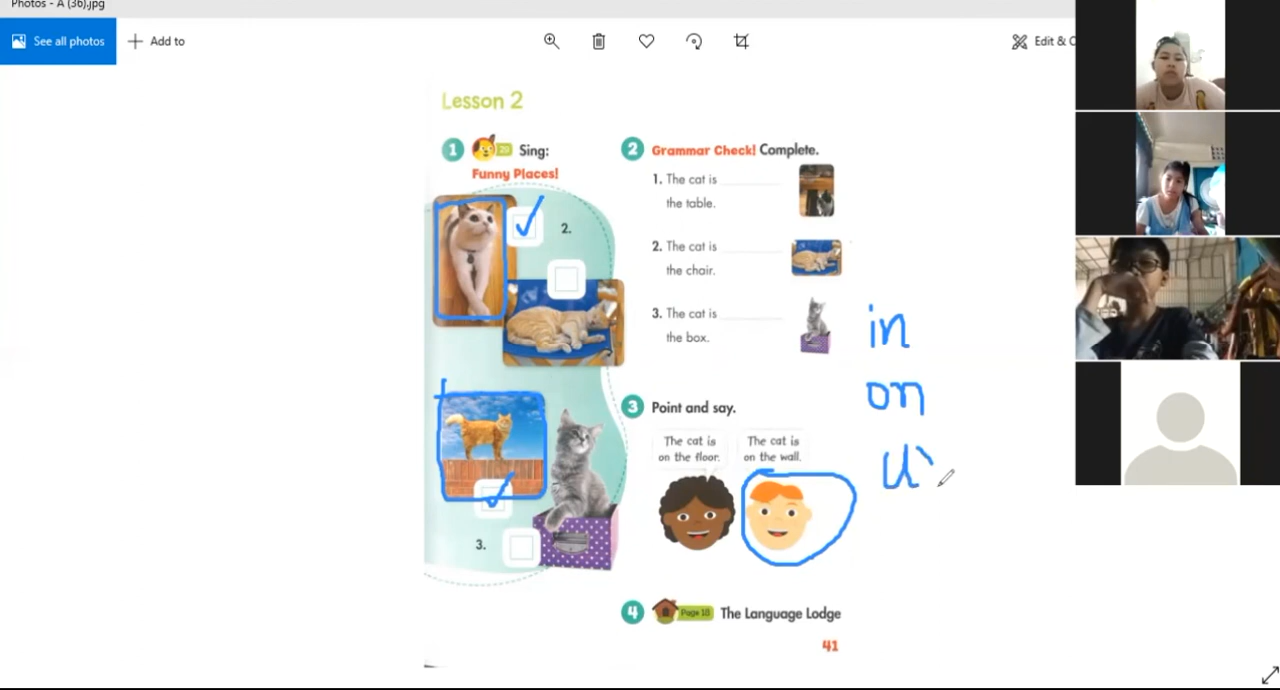 Photos - A (36).jpg
See all photos
Add to
Edit & C
Lesson 2
1 29 Sing:
Funny Places!
2.
3.
2 Grammar Check! Complete.
1. The cat is
the table.
2. The cat is
the chair.
3. The cat is
the box.
3 Point and say.
The cat is
on the floor.
The cat is
on the wall.
4 Page 18 The Language Lodge
41
in
on